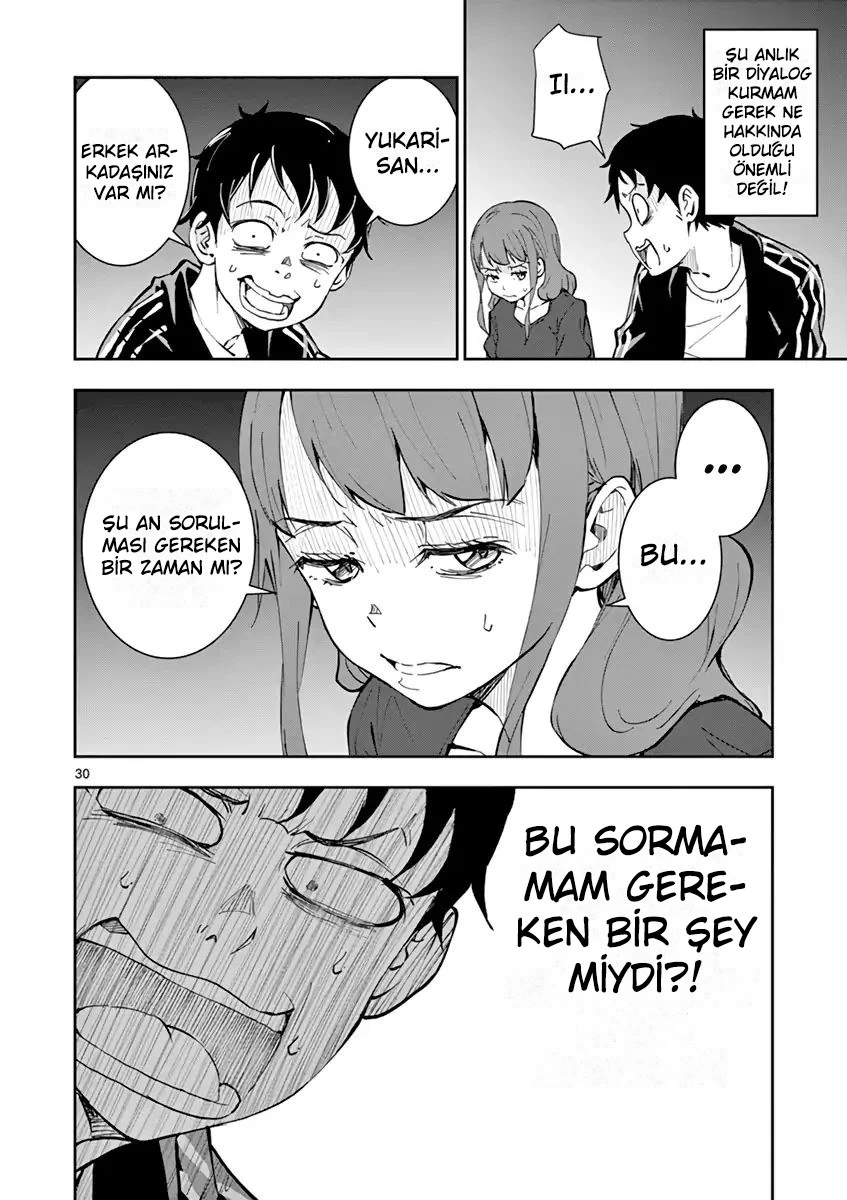 ŞU ANLIK
BİR DİYALOG
KURMAM
GEREK NE
HAKKINDA
OLDUĞU
ÖNEMLİ
DEĞİL!
II...
YUKARI-
SAN...
ERKEK AR-
KADAŞINIZ
VAR MI?
...
BU...
ŞU AN SORUL-
MASI GEREKEN
BİR ZAMAN MI?
30
BU SORMA-
MAM GERE-
KEN BİR ŞEY
MİYDİ?!